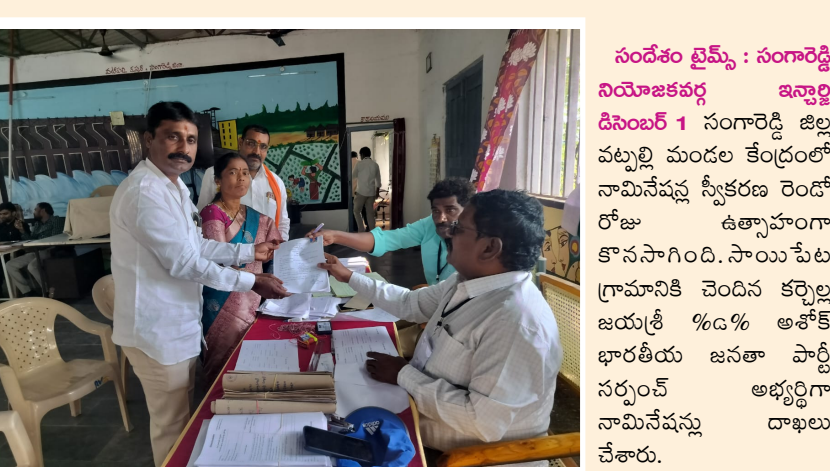 సందేశం టైమ్స్ : సంగారెడ్డి
నియోజకవర్గ ఇన్చార్జి
డిసెంబర్ 1 సంగారెడ్డి జిల్ల
వట్పల్లి మండల కేంద్రంలో
నామినేషన్ల స్వీకరణ రెండో
రోజు ఉత్సాహంగా
కొనసాగింది. సాయిపేట
గ్రామానికి చెందిన కర్చెల్ల
జయశ్రీ %డ% అశోక్
భారతీయ జనతా పార్టీ
సర్పంచ్ అభ్యర్థిగా
నామినేషన్లు దాఖలు
చేశారు.